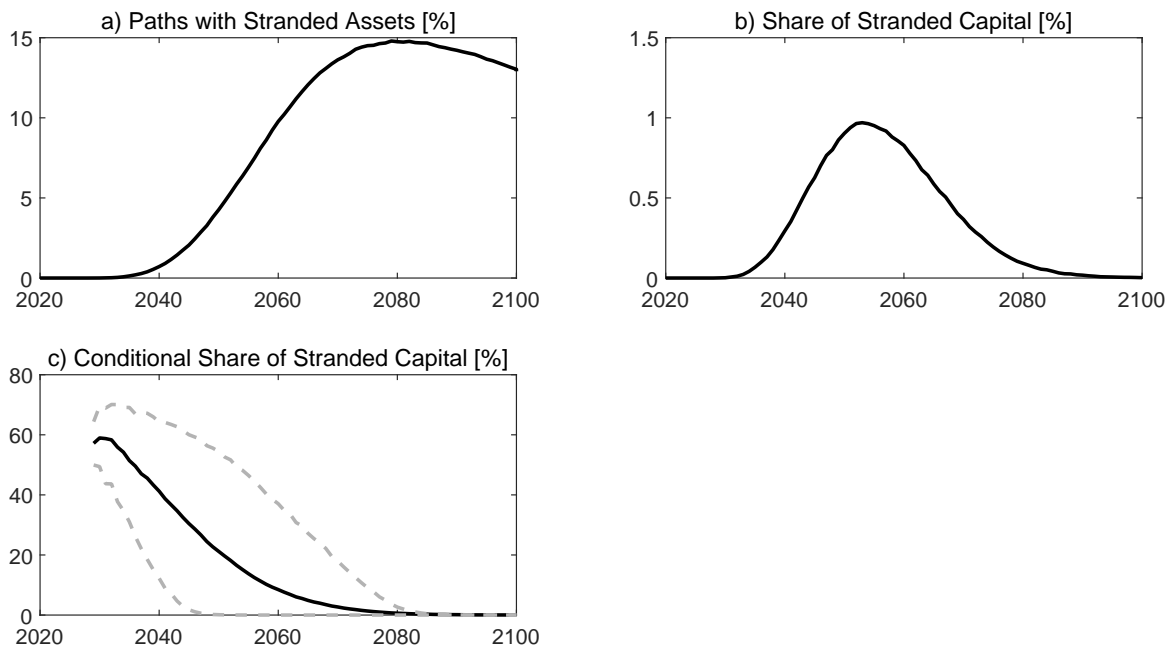 a) Paths with Stranded Assets [%]
15
10
5
0
2020 2040 2060 2080 2100
b) Share of Stranded Capital [%]
1.5
1
0.5
0
2020 2040 2060 2080 2100
c) Conditional Share of Stranded Capital [%]
80
60
40
20
0
2020 2040 2060 2080 2100